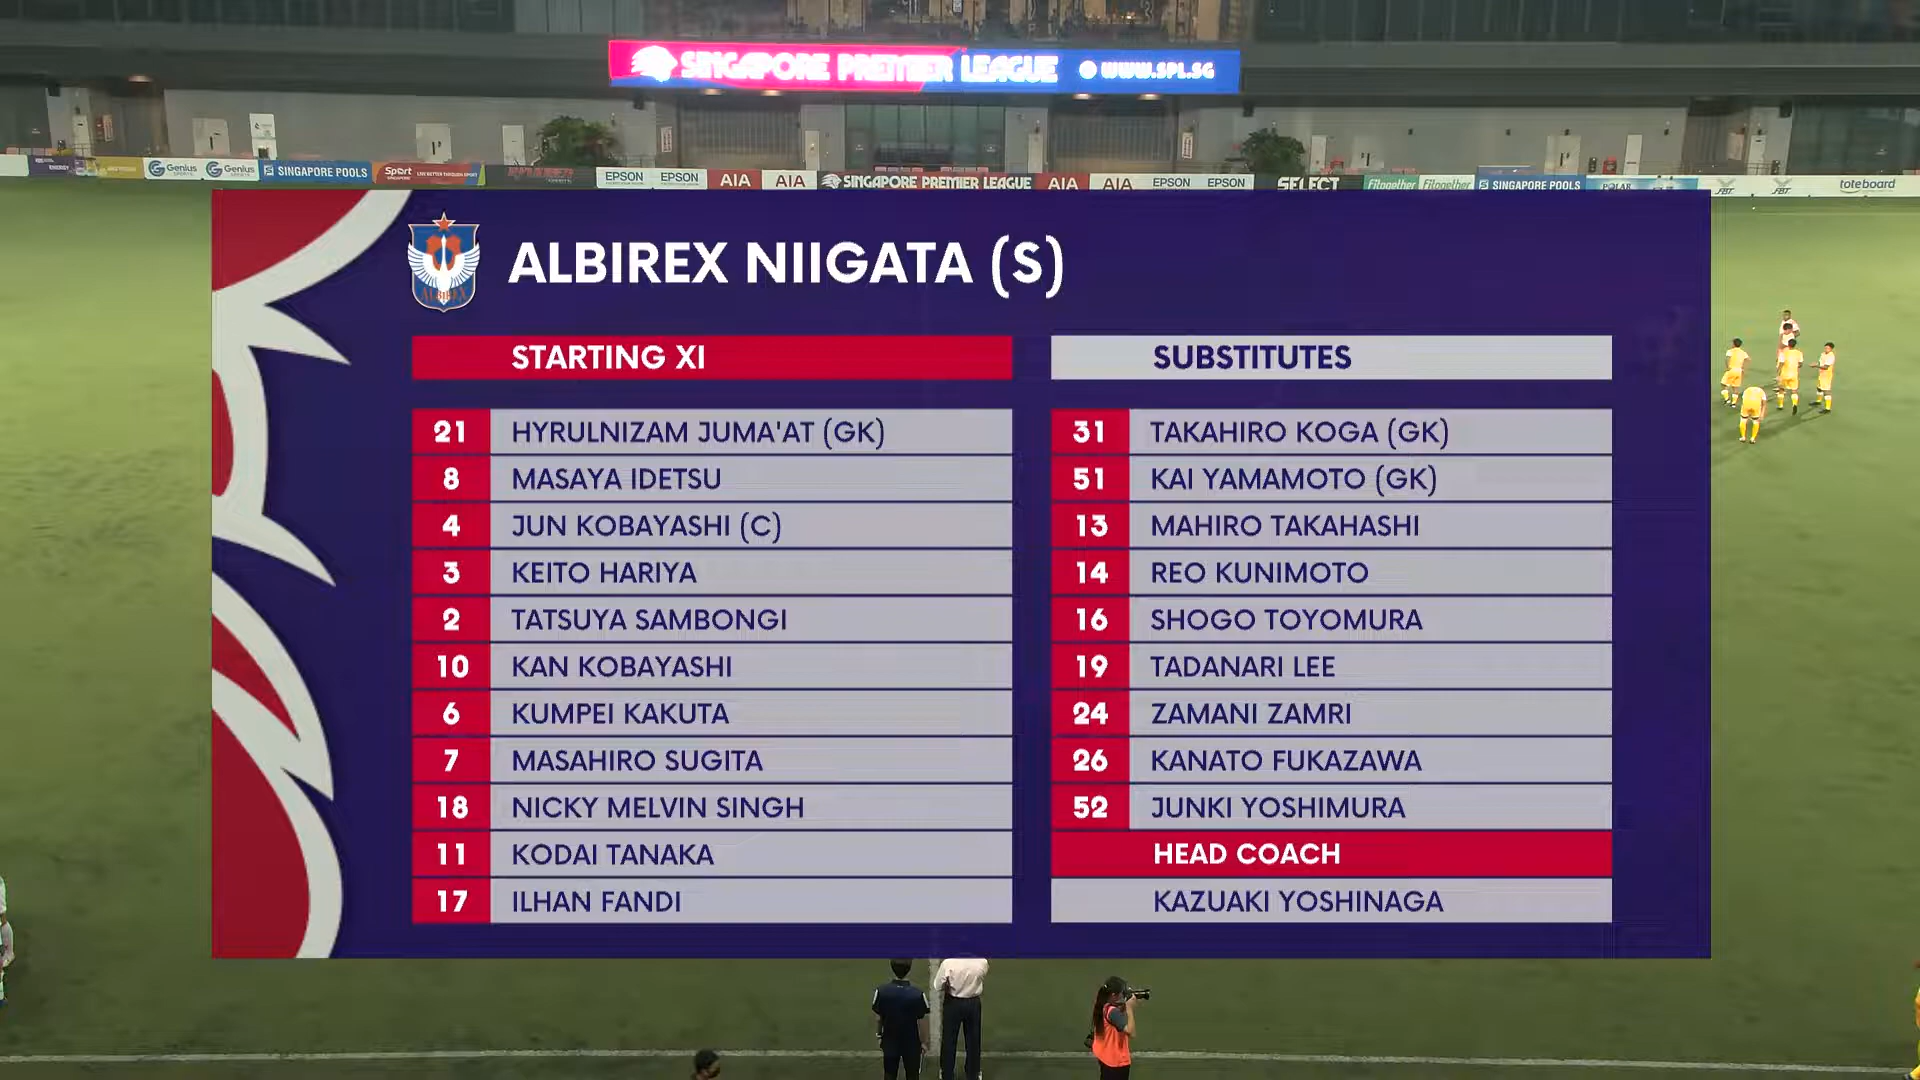 SINGAPORE PREMIER LEAGUE WWW.SPL.SG
Genius Genius SINGAPORE POOLS Sport EPSON EPSON AIA AIA SINGAPORE PREMIER LEAGUE AIA AIA EPSON EPSON SELECT Fitogether Fitogether SINGAPORE POOLS POLAR toteboard
ALBIREX
ALBIREX NIIGATA (S)
STARTING XI
21 HYRULNIZAM JUMA'AT (GK)
8 MASAYA IDETSU
4 JUN KOBAYASHI (C)
3 KEITO HARIYA
2 TATSUYA SAMBONGI
10 KAN KOBAYASHI
6 KUMPEI KAKUTA
7 MASAHIRO SUGITA
18 NICKY MELVIN SINGH
11 KODAI TANAKA
17 ILHAN FANDI
SUBSTITUTES
31 TAKAHIRO KOGA (GK)
51 KAI YAMAMOTO (GK)
13 MAHIRO TAKAHASHI
14 REO KUNIMOTO
16 SHOGO TOYOMURA
19 TADANARI LEE
24 ZAMANI ZAMRI
26 KANATO FUKAZAWA
52 JUNKI YOSHIMURA
HEAD COACH
KAZUAKI YOSHINAGA